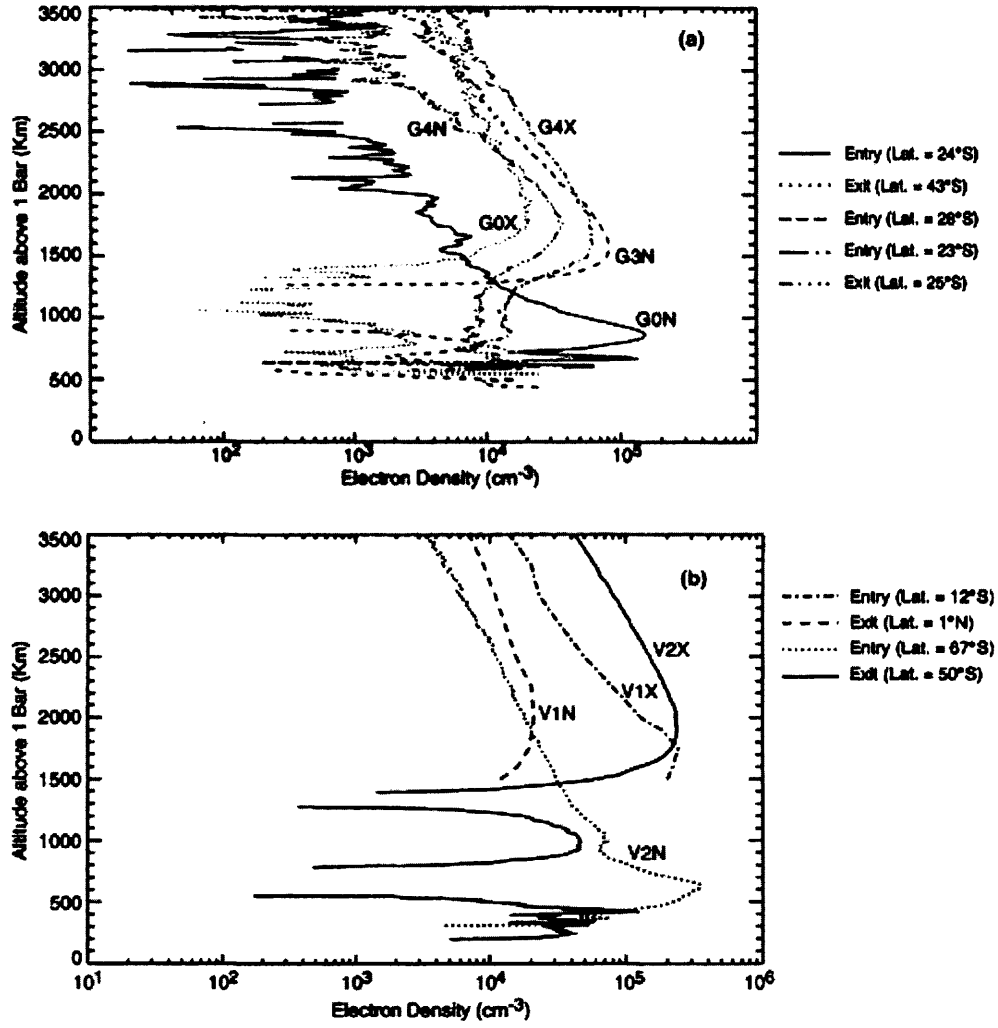 (a)
3500
3000
2500
2000
1500
1000
500
0
Altitude above 1 Bar (Km)
G4N
G4X
G0X
G3N
G0N
10²
10³
10⁴
10⁵
Electron Density (cm⁻³)
Entry (Lat. = 24°S)
Exit (Lat. = 43°S)
Entry (Lat. = 28°S)
Entry (Lat. = 23°S)
Exit (Lat. = 25°S)
(b)
3500
3000
2500
2000
1500
1000
500
0
Altitude above 1 Bar (Km)
V2X
V1X
V1N
V2N
10¹
10²
10³
10⁴
10⁵
10⁶
Electron Density (cm⁻³)
Entry (Lat. = 12°S)
Exit (Lat. = 1°N)
Entry (Lat. = 67°S)
Exit (Lat. = 50°S)